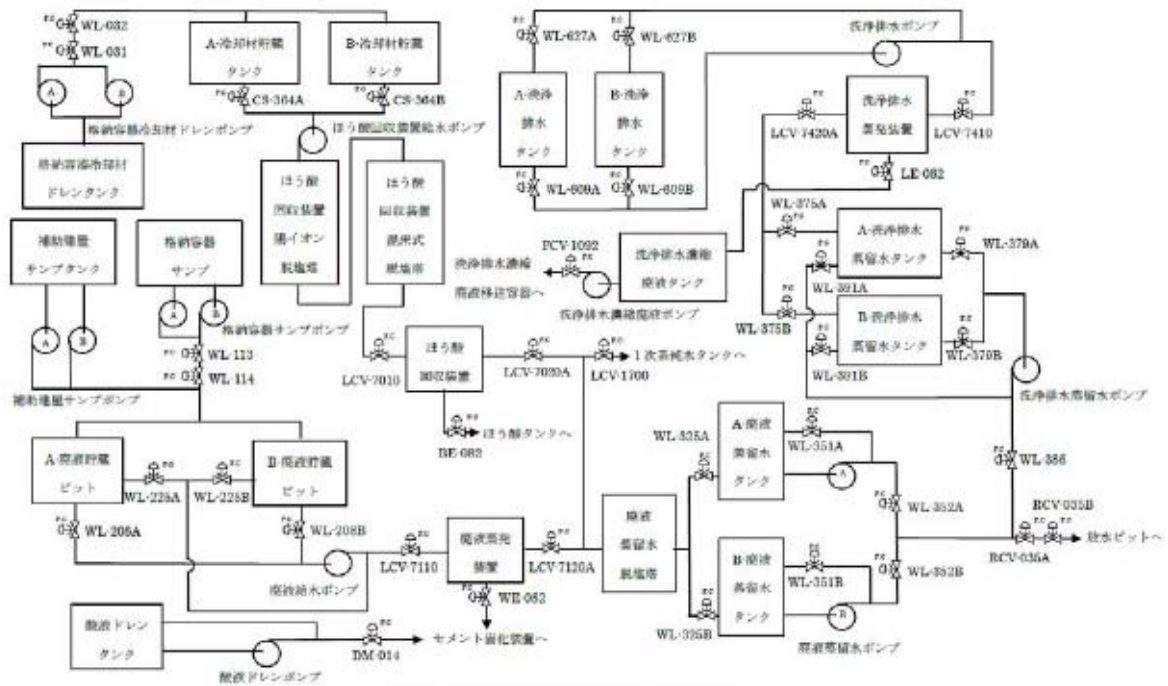 F.C
WL-032
F.C
WL-031
A-冷却材貯蔵
タンク
B-冷却材貯蔵
タンク
F.C
CS-364A
F.C
CS-364B
A
B
格納容器冷却材ドレンポンプ
ほう酸回収装置給水ポンプ
格納容器冷却材
ドレンタンク
ほう酸
回収装置
陽イオン
脱塩塔
ほう酸
回収装置
混床式
脱塩塔
補助建屋
サンプタンク
格納容器
サンプ
A
B
A
B
格納容器サンプポンプ
F.C
WL-113
F.C
WL-114
補助建屋サンプポンプ
F.C
LCV-7010
ほう酸
回収装置
F.C
LCV-7020A
F.C
LCV-1700
1次系純水タンクへ
F.C
BE-082
ほう酸タンクへ
A-廃液貯蔵
ピット
F.C
WL-225A
F.C
WL-225B
B-廃液貯蔵
ピット
F.C
WL-208B
廃液給水ポンプ
F.C
LCV-7110
廃液蒸発
装置
F.C
LCV-7120A
F.C
WE-082
セメント固化装置へ
酸液ドレン
タンク
酸液ドレンポンプ
F.C
DM-014
F.C
WL-627A
F.C
WL-627B
洗浄排水ポンプ
A-洗浄
排水
タンク
B-洗浄
排水
タンク
F.C
WL-609A
F.C
WL-609B
F.C
LCV-7420A
洗浄排水
蒸発装置
F.C
LCV-7410
F.C
LE-082
WL-375A
F.C
A-洗浄排水
蒸留水タンク
F.C
WL-379A
F.C
WL-391A
FCV-1092
F.C
洗浄排水濃縮
廃液移送容器へ
洗浄排水濃縮
廃液タンク
洗浄排水濃縮廃液ポンプ
F.C
WL-375B
B-洗浄排水
蒸留水タンク
F.C
WL-379B
F.C
WL-391B
洗浄排水蒸留水ポンプ
WL-325A
F.C
A-廃液
蒸留水
タンク
F.C
WL-351A
A
F.C
WL-352A
F.C
WL-386
RCV-035B
F.C
F.C
RCV-035A
放水ピットへ
廃液
蒸留水
脱塩塔
B-廃液
蒸留水
タンク
F.C
WL-351B
B
F.C
WL-352B
F.C
WL-325B
廃液蒸留水ポンプ